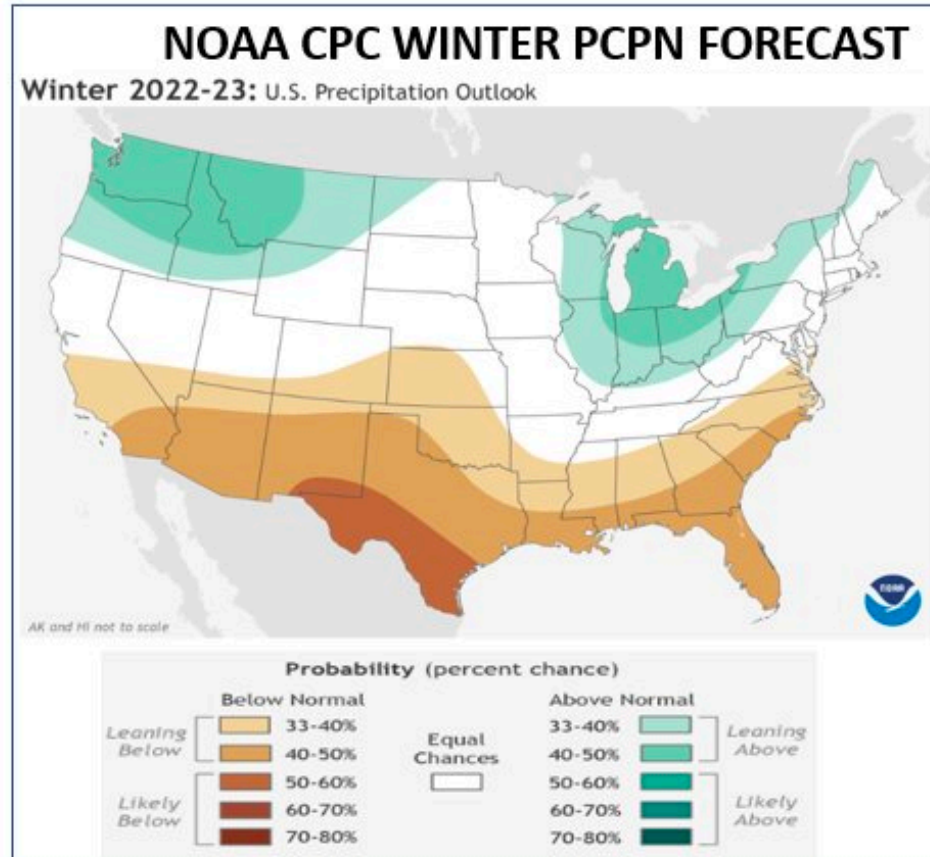 NOAA CPC WINTER PCPN FORECAST
Winter 2022-23: U.S. Precipitation Outlook
NOAA
AK and HI not to scale
Probability (percent chance)
Below Normal
Above Normal
Leaning Below
33-40%
40-50%
Likely Below
50-60%
60-70%
70-80%
Equal Chances
33-40%
40-50%
Leaning Above
50-60%
60-70%
70-80%
Likely Above